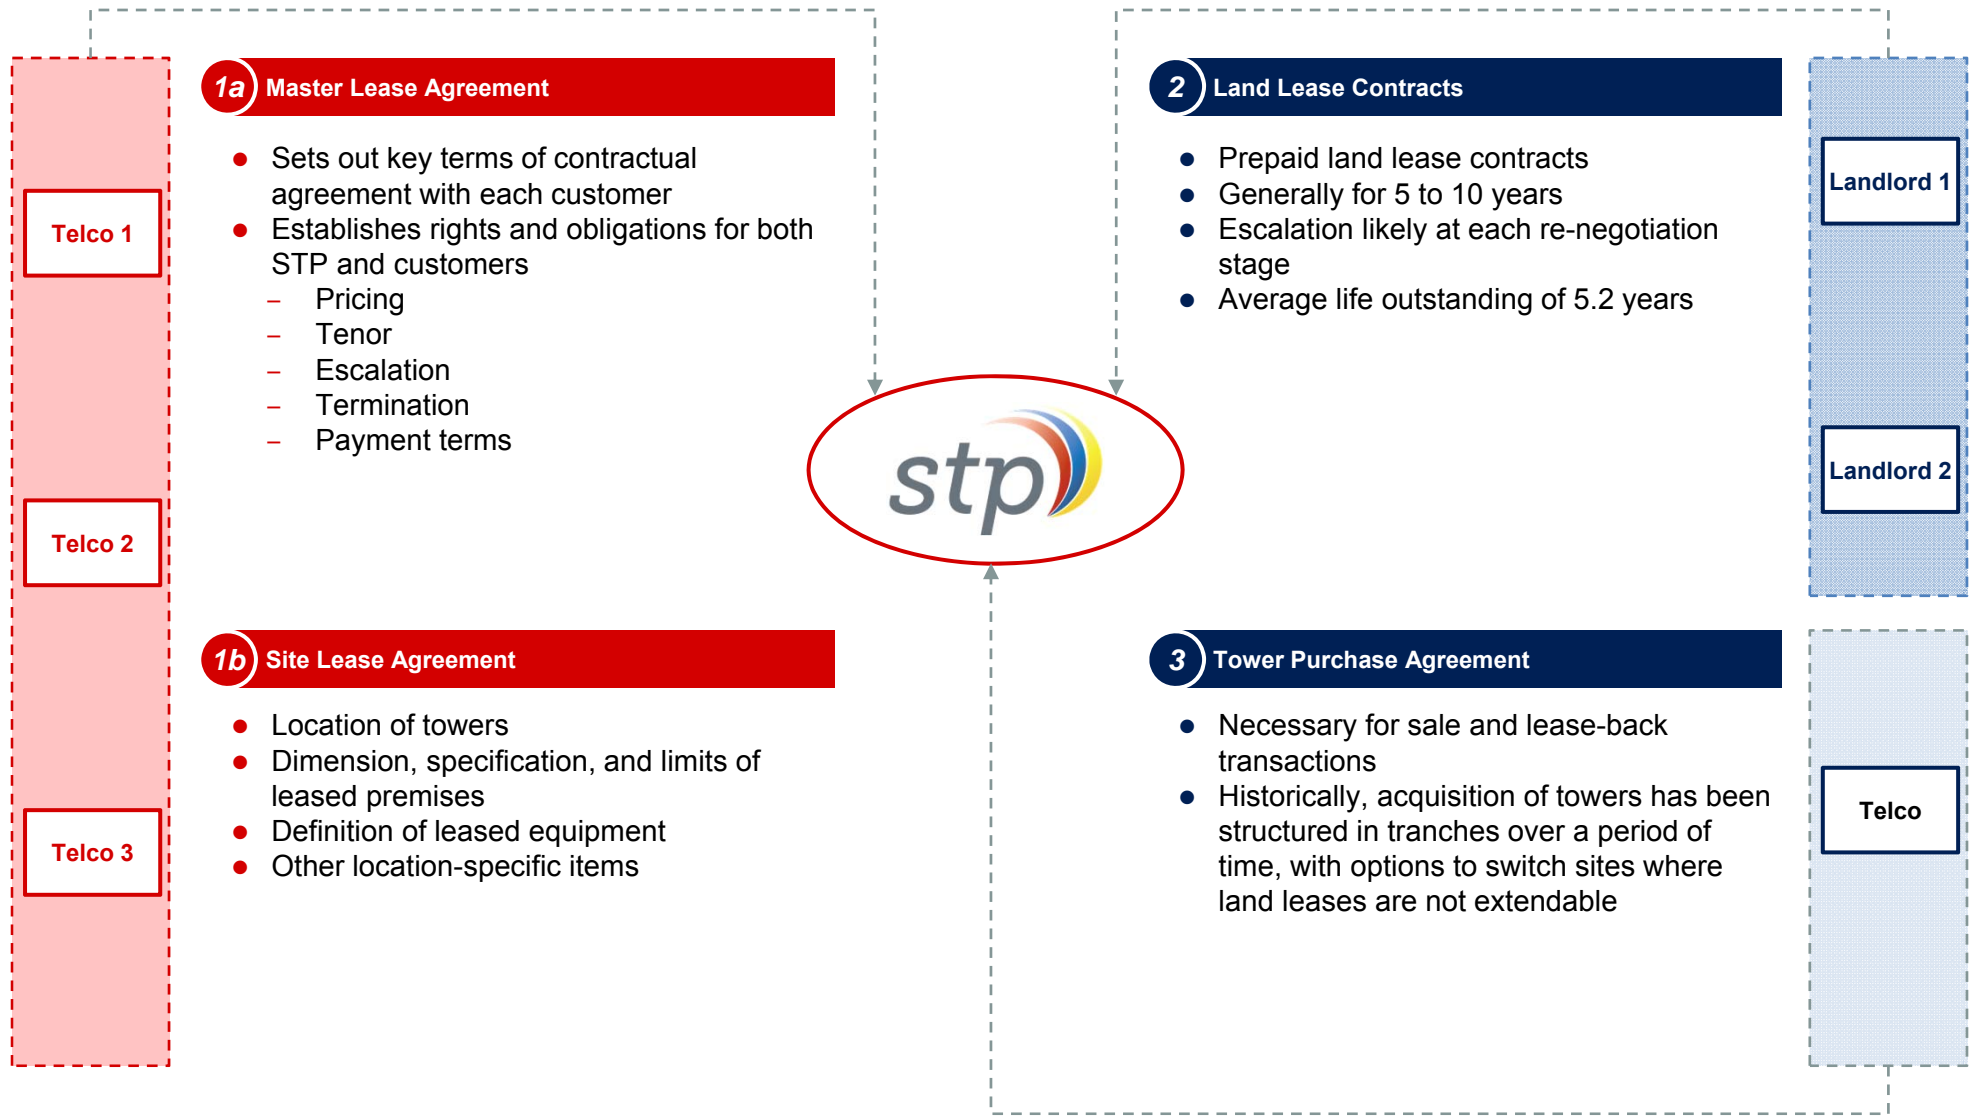 Telco 1
Telco 2
Telco 3
1a Master Lease Agreement
● Sets out key terms of contractual
agreement with each customer
● Establishes rights and obligations for both
STP and customers
– Pricing
– Tenor
– Escalation
– Termination
– Payment terms
1b Site Lease Agreement
● Location of towers
● Dimension, specification, and limits of
leased premises
● Definition of leased equipment
● Other location-specific items
stp
2 Land Lease Contracts
● Prepaid land lease contracts
● Generally for 5 to 10 years
● Escalation likely at each re-negotiation
stage
● Average life outstanding of 5.2 years
Landlord 1
Landlord 2
3 Tower Purchase Agreement
● Necessary for sale and lease-back
transactions
● Historically, acquisition of towers has been
structured in tranches over a period of
time, with options to switch sites where
land leases are not extendable
Telco